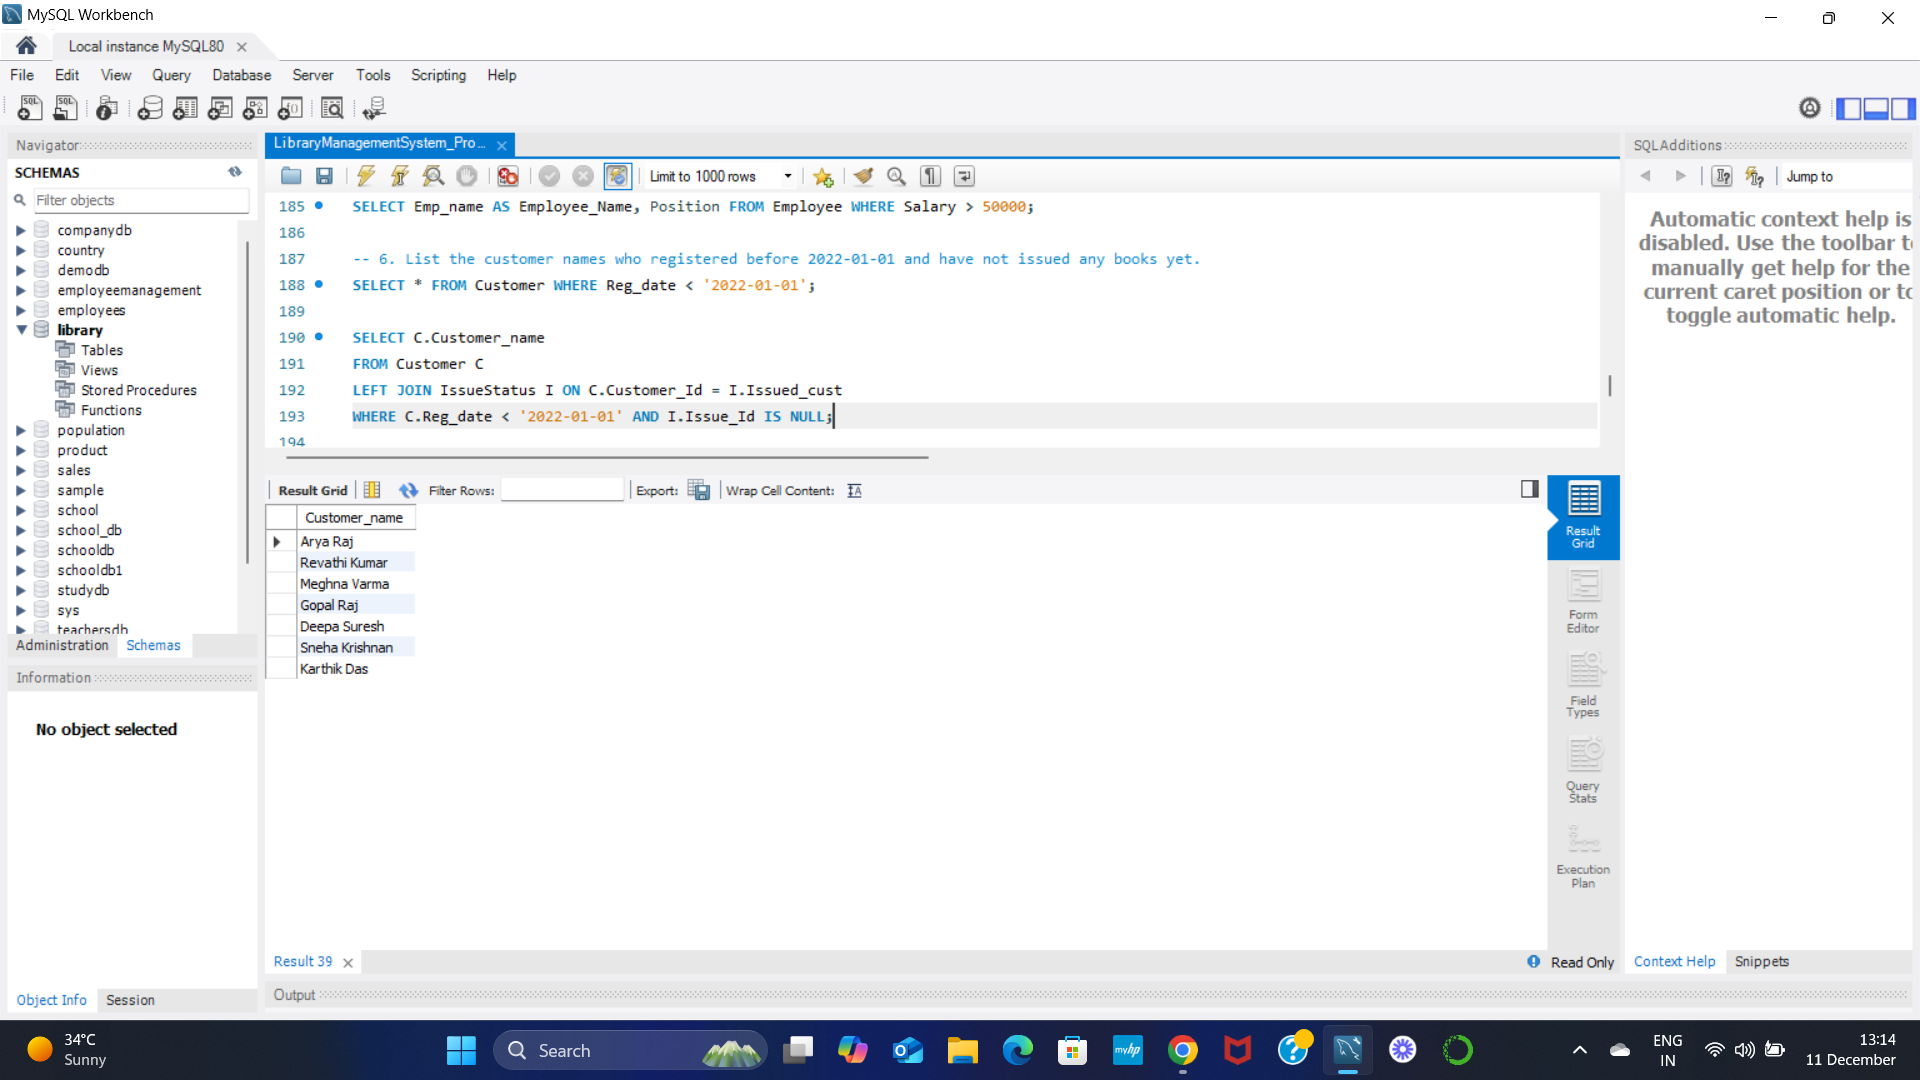 MySQL Workbench
Local instance MySQL80
File Edit View Query Database Server Tools Scripting Help
Navigator
SCHEMAS
Filter objects
companydb
country
demodb
employeemanagement
employees
library
Tables
Views
Stored Procedures
Functions
population
product
sales
sample
school
school_db
schooldb
schooldb1
studydb
sys
teachersdb
Administration Schemas
Information
No object selected
Object Info Session
LibraryManagementSystem_Pro...
Limit to 1000 rows
185 SELECT Emp_name AS Employee_Name, Position FROM Employee WHERE Salary > 50000;
186
187 -- 6. List the customer names who registered before 2022-01-01 and have not issued any books yet.
188 SELECT * FROM Customer WHERE Reg_date < '2022-01-01';
189
190 SELECT C.Customer_name
191 FROM Customer C
192 LEFT JOIN IssueStatus I ON C.Customer_Id = I.Issued_cust
193 WHERE C.Reg_date < '2022-01-01' AND I.Issue_Id IS NULL;
194
Result Grid Filter Rows: Export: Wrap Cell Content:
Customer_name
Arya Raj
Revathi Kumar
Meghna Varma
Gopal Raj
Deepa Suresh
Sneha Krishnan
Karthik Das
Result
Grid
Form
Editor
Field
Types
Query
Stats
Execution
Plan
Result 39
Read Only
Output
SQLAdditions
Jump to
Automatic context help is
disabled. Use the toolbar to
manually get help for the
current caret position or to
toggle automatic help.
Context Help Snippets
34°C
Sunny
Search
myhp
ENG
IN
13:14
11 December